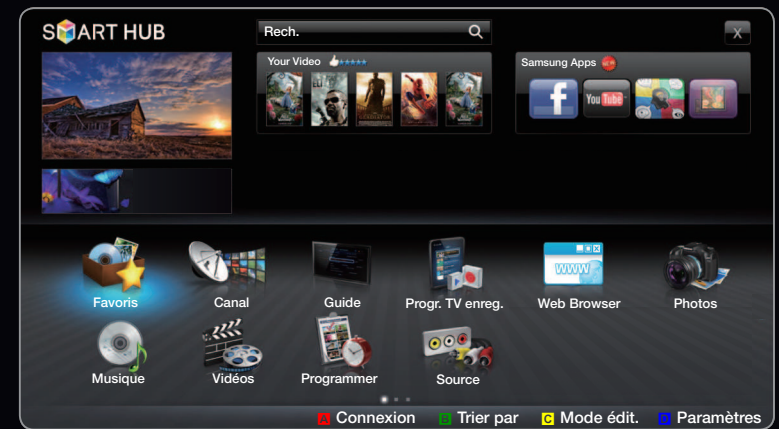 SMART HUB
Rech.
X
Your Video
Samsung Apps
You Tube
Favoris
Canal
Guide
Progr. TV enreg.
WWW
Web Browser
Photos
Musique
Vidéos
Programmer
Source
A Connexion B Trier par C Mode édit. D Paramètres